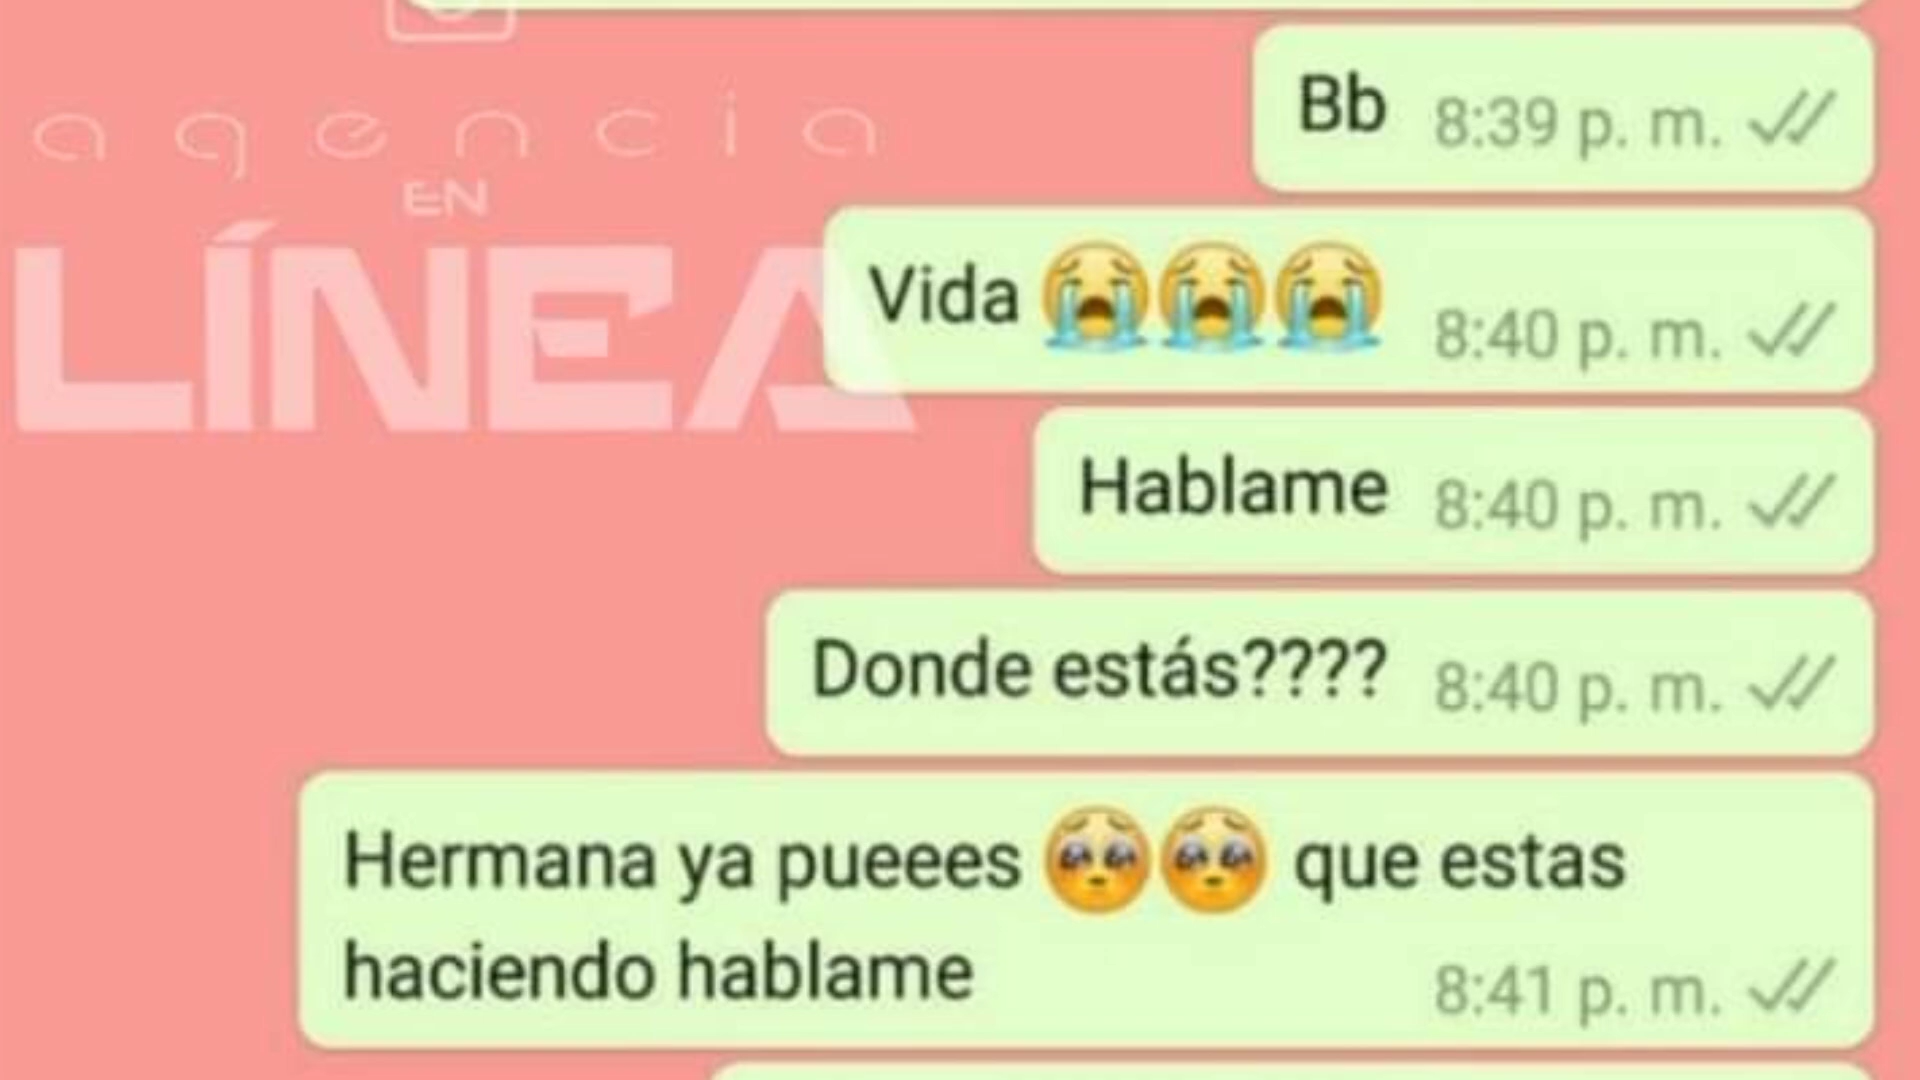 agencia
EN
LÍNEA
Bb 8:39 p. m.
Vida 😭😭😭 8:40 p. m.
Hablame 8:40 p. m.
Donde estás???? 8:40 p. m.
Hermana ya pueees 🥺🥺 que estas
haciendo hablame 8:41 p. m.